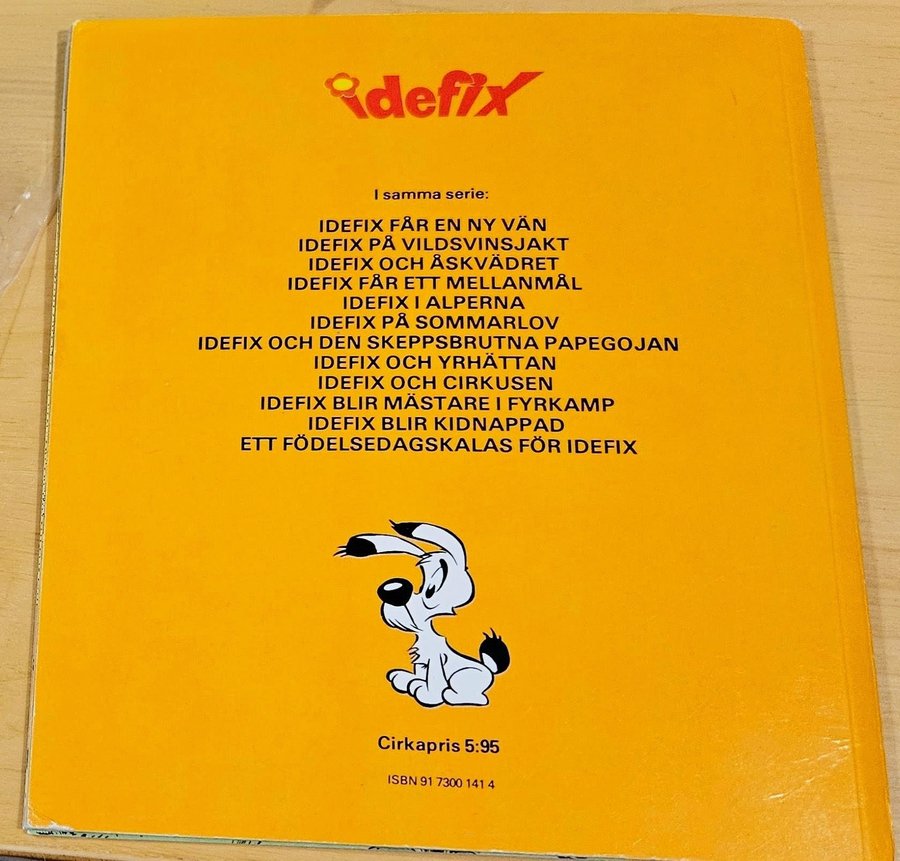 idefix
I samma serie:
IDEFIX FÅR EN NY VÄN
IDEFIX PÅ VILDSVINSJAKT
IDEFIX OCH ÅSKVÄDRET
IDEFIX FÅR ETT MELLANMÅL
IDEFIX I ALPERNA
IDEFIX PÅ SOMMARLOV
IDEFIX OCH DEN SKEPPSBRUTNA PAPEGOJAN
IDEFIX OCH YRHÄTTAN
IDEFIX OCH CIRKUSEN
IDEFIX BLIR MÄSTARE I FYRKAMP
IDEFIX BLIR KIDNAPPAD
ETT FÖDELSEDAGSKALAS FÖR IDEFIX
Cirkapris 5:95
ISBN 91 7300 141 4